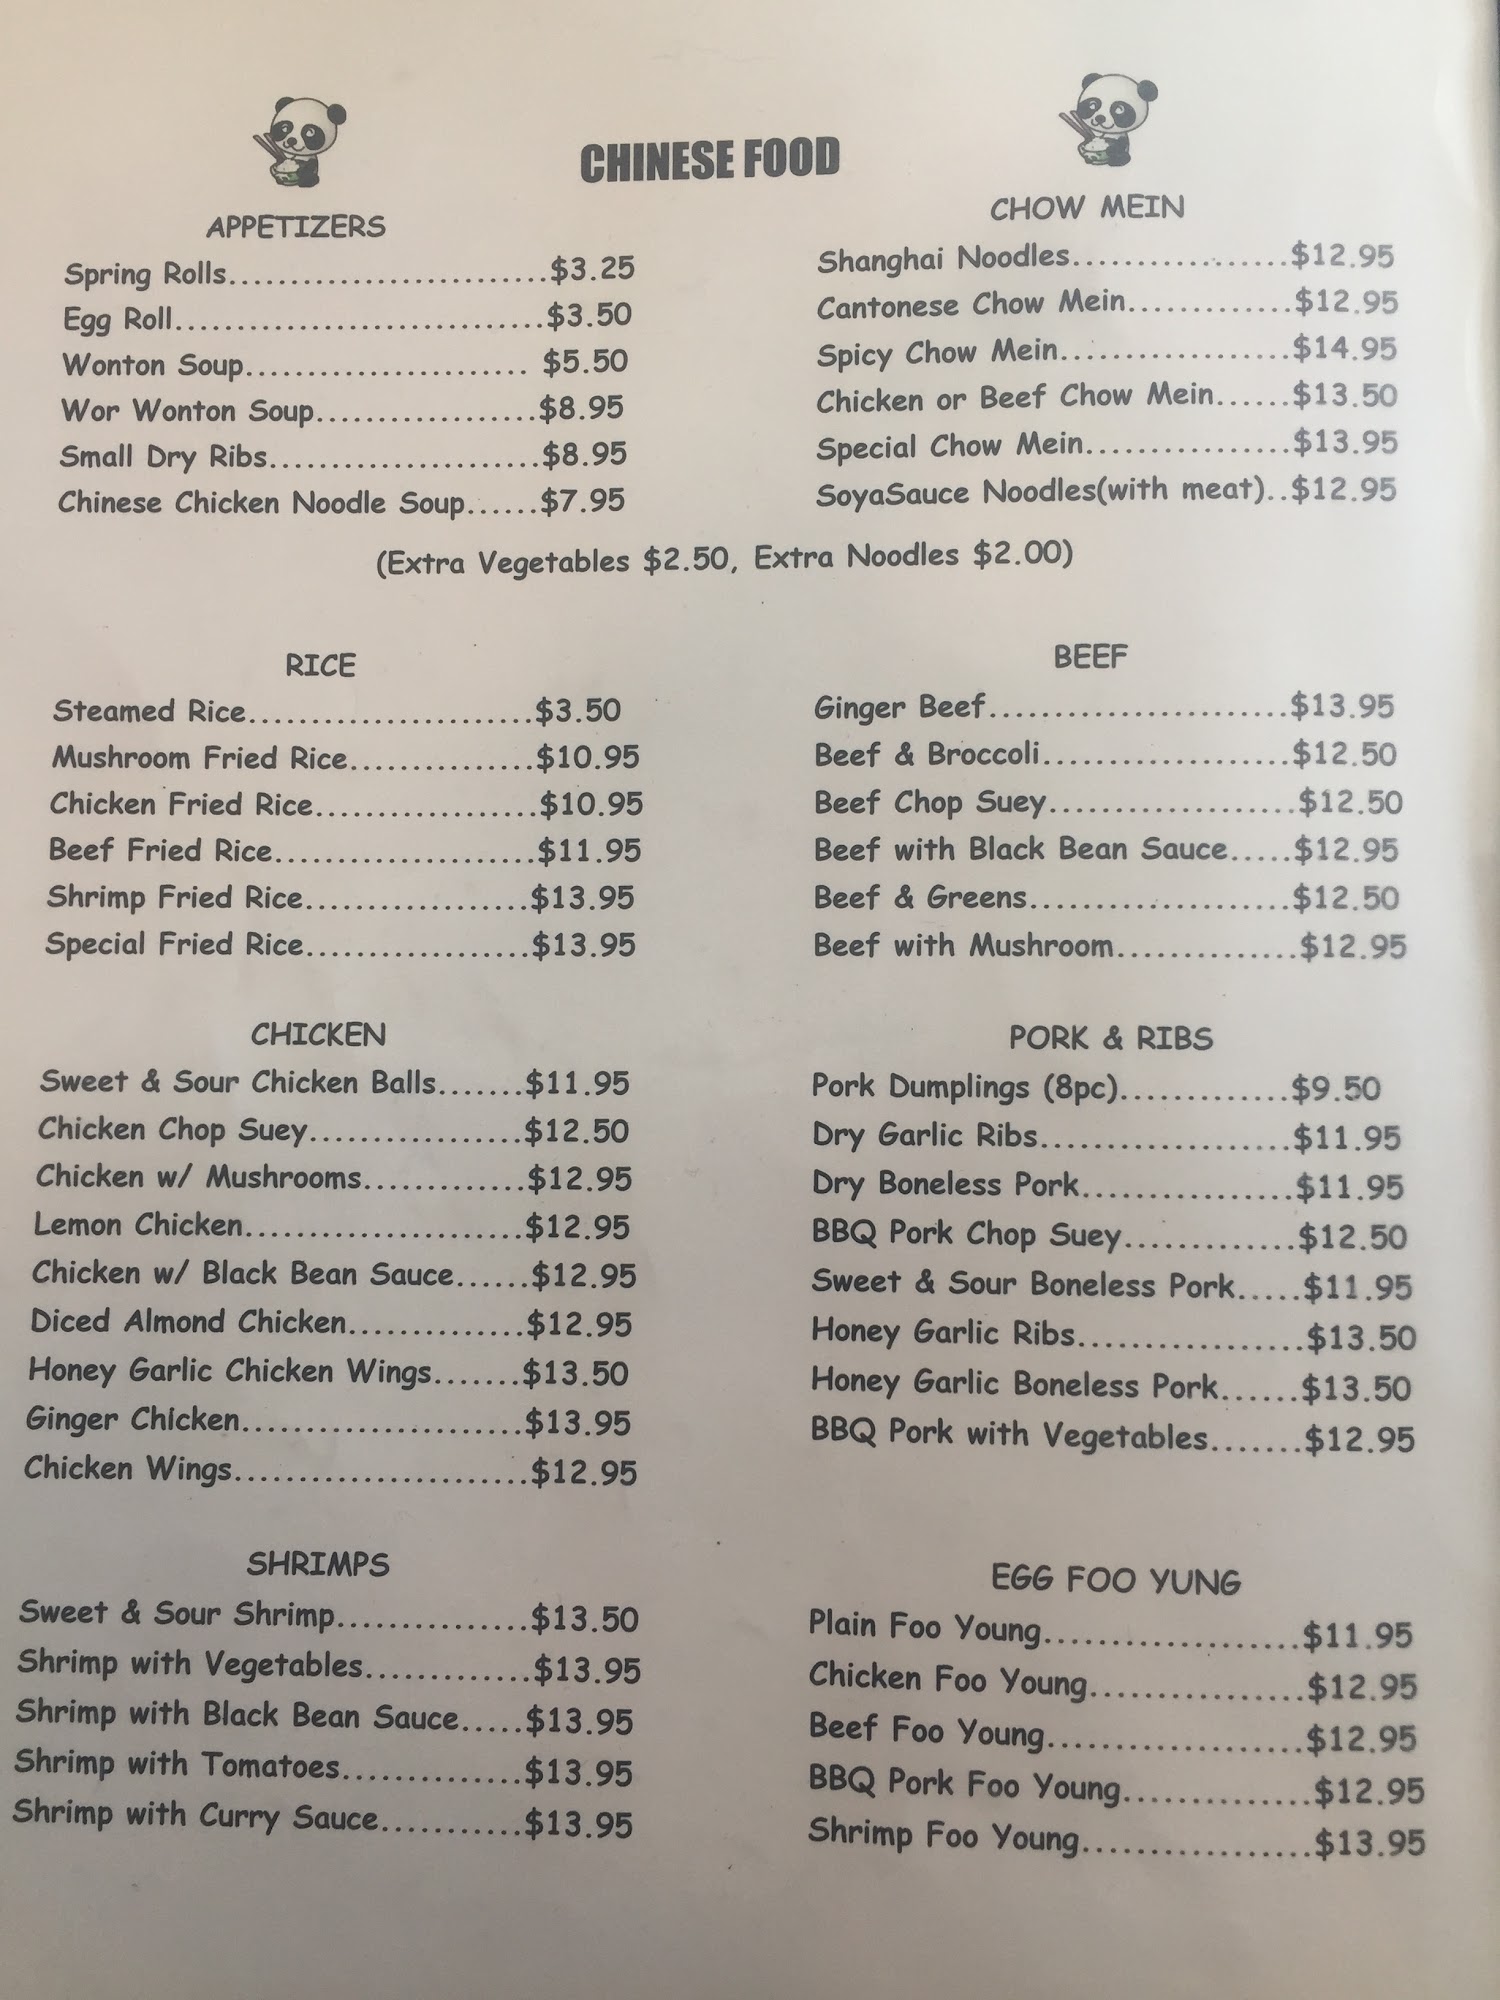 CHINESE FOOD
APPETIZERS
Spring Rolls.........................$3.25
Egg Roll..............................$3.50
Wonton Soup....................... $5.50
Wor Wonton Soup..................$8.95
Small Dry Ribs......................$8.95
Chinese Chicken Noodle Soup......$7.95
CHOW MEIN
Shanghai Noodles.................$12.95
Cantonese Chow Mein.............$12.95
Spicy Chow Mein..................$14.95
Chicken or Beef Chow Mein......$13.50
Special Chow Mein................$13.95
SoyaSauce Noodles(with meat)..$12.95
(Extra Vegetables $2.50, Extra Noodles $2.00)
RICE
Steamed Rice.......................$3.50
Mushroom Fried Rice...............$10.95
Chicken Fried Rice..................$10.95
Beef Fried Rice.....................$11.95
Shrimp Fried Rice..................$13.95
Special Fried Rice..................$13.95
BEEF
Ginger Beef........................$13.95
Beef & Broccoli....................$12.50
Beef Chop Suey....................$12.50
Beef with Black Bean Sauce.....$12.95
Beef & Greens.....................$12.50
Beef with Mushroom..............$12.95
CHICKEN
Sweet & Sour Chicken Balls.......$11.95
Chicken Chop Suey.................$12.50
Chicken w/ Mushrooms.............$12.95
Lemon Chicken......................$12.95
Chicken w/ Black Bean Sauce......$12.95
Diced Almond Chicken..............$12.95
Honey Garlic Chicken Wings.......$13.50
Ginger Chicken......................$13.95
Chicken Wings.......................$12.95
PORK & RIBS
Pork Dumplings (8pc).............$9.50
Dry Garlic Ribs....................$11.95
Dry Boneless Pork.................$11.95
BBQ Pork Chop Suey.............$12.50
Sweet & Sour Boneless Pork.....$11.95
Honey Garlic Ribs..................$13.50
Honey Garlic Boneless Pork......$13.50
BBQ Pork with Vegetables.......$12.95
SHRIMPS
Sweet & Sour Shrimp...............$13.50
Shrimp with Vegetables.............$13.95
Shrimp with Black Bean Sauce.....$13.95
Shrimp with Tomatoes..............$13.95
Shrimp with Curry Sauce...........$13.95
EGG FOO YUNG
Plain Foo Young....................$11.95
Chicken Foo Young.................$12.95
Beef Foo Young....................$12.95
BBQ Pork Foo Young..............$12.95
Shrimp Foo Young..................$13.95